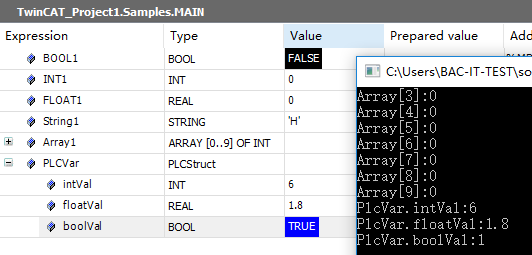 TwinCAT_Project1.Samples.MAIN
Expression Type Value Prepared value Add
BOOL1 BOOL FALSE
INT1 INT 0
FLOAT1 REAL 0
String1 STRING 'H'
Array1 ARRAY [0..9] OF INT
PLCVar PLCStruct
intVal INT 6
floatVal REAL 1.8
boolVal BOOL TRUE
C:\Users\BAC-IT-TEST\so
Array[3]:0
Array[4]:0
Array[5]:0
Array[6]:0
Array[7]:0
Array[8]:0
Array[9]:0
PlcVar.intVal:6
PlcVar.floatVal:1.8
PlcVar.boolVal:1